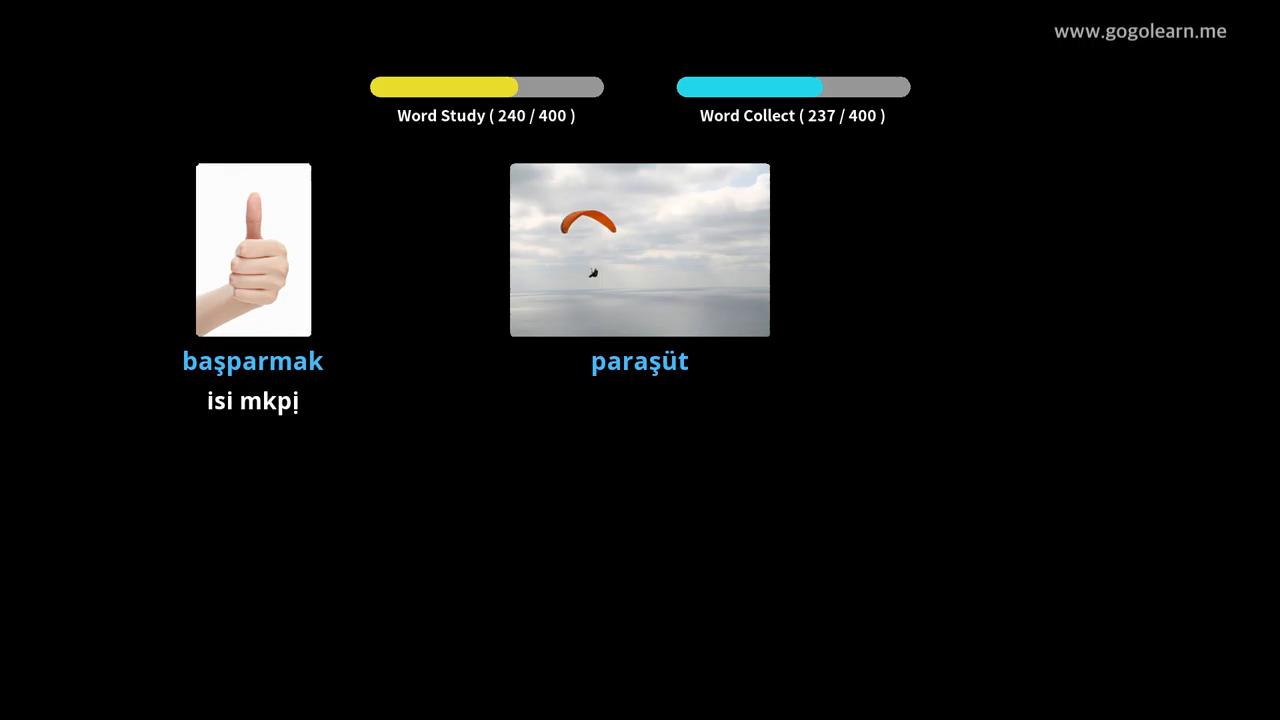 www.gogolearn.me
Word Study ( 240 / 400 )
Word Collect ( 237 / 400 )
başparmak
isi mkpị
paraşüt